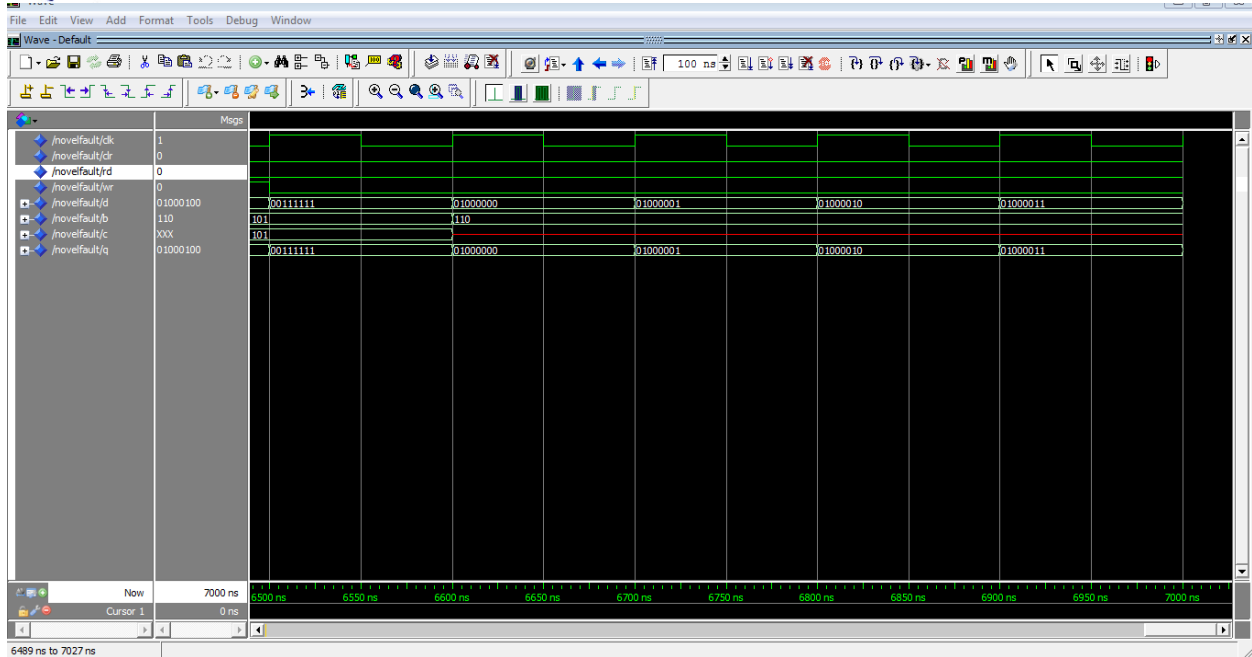 Wave
File Edit View Add Format Tools Debug Window
Wave - Default
100 ns
Msgs
/novelfault/clk 1
/novelfault/clr 0
/novelfault/rd 0
/novelfault/wr 0
/novelfault/d 01000100 00111111 01000000 01000001 01000010 01000011
/novelfault/b 110 101 110
/novelfault/c XXX 101
/novelfault/q 01000100 00111111 01000000 01000001 01000010 01000011
Now 7000 ns 6500 ns 6550 ns 6600 ns 6650 ns 6700 ns 6750 ns 6800 ns 6850 ns 6900 ns 6950 ns 7000 ns
Cursor 1 0 ns
6489 ns to 7027 ns